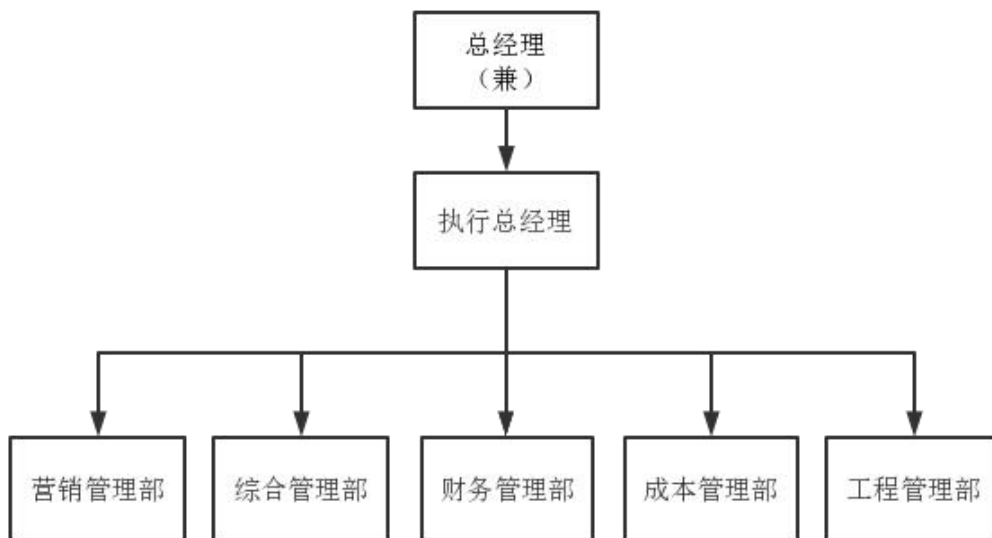 总经理
（兼）
执行总经理
营销管理部
综合管理部
财务管理部
成本管理部
工程管理部